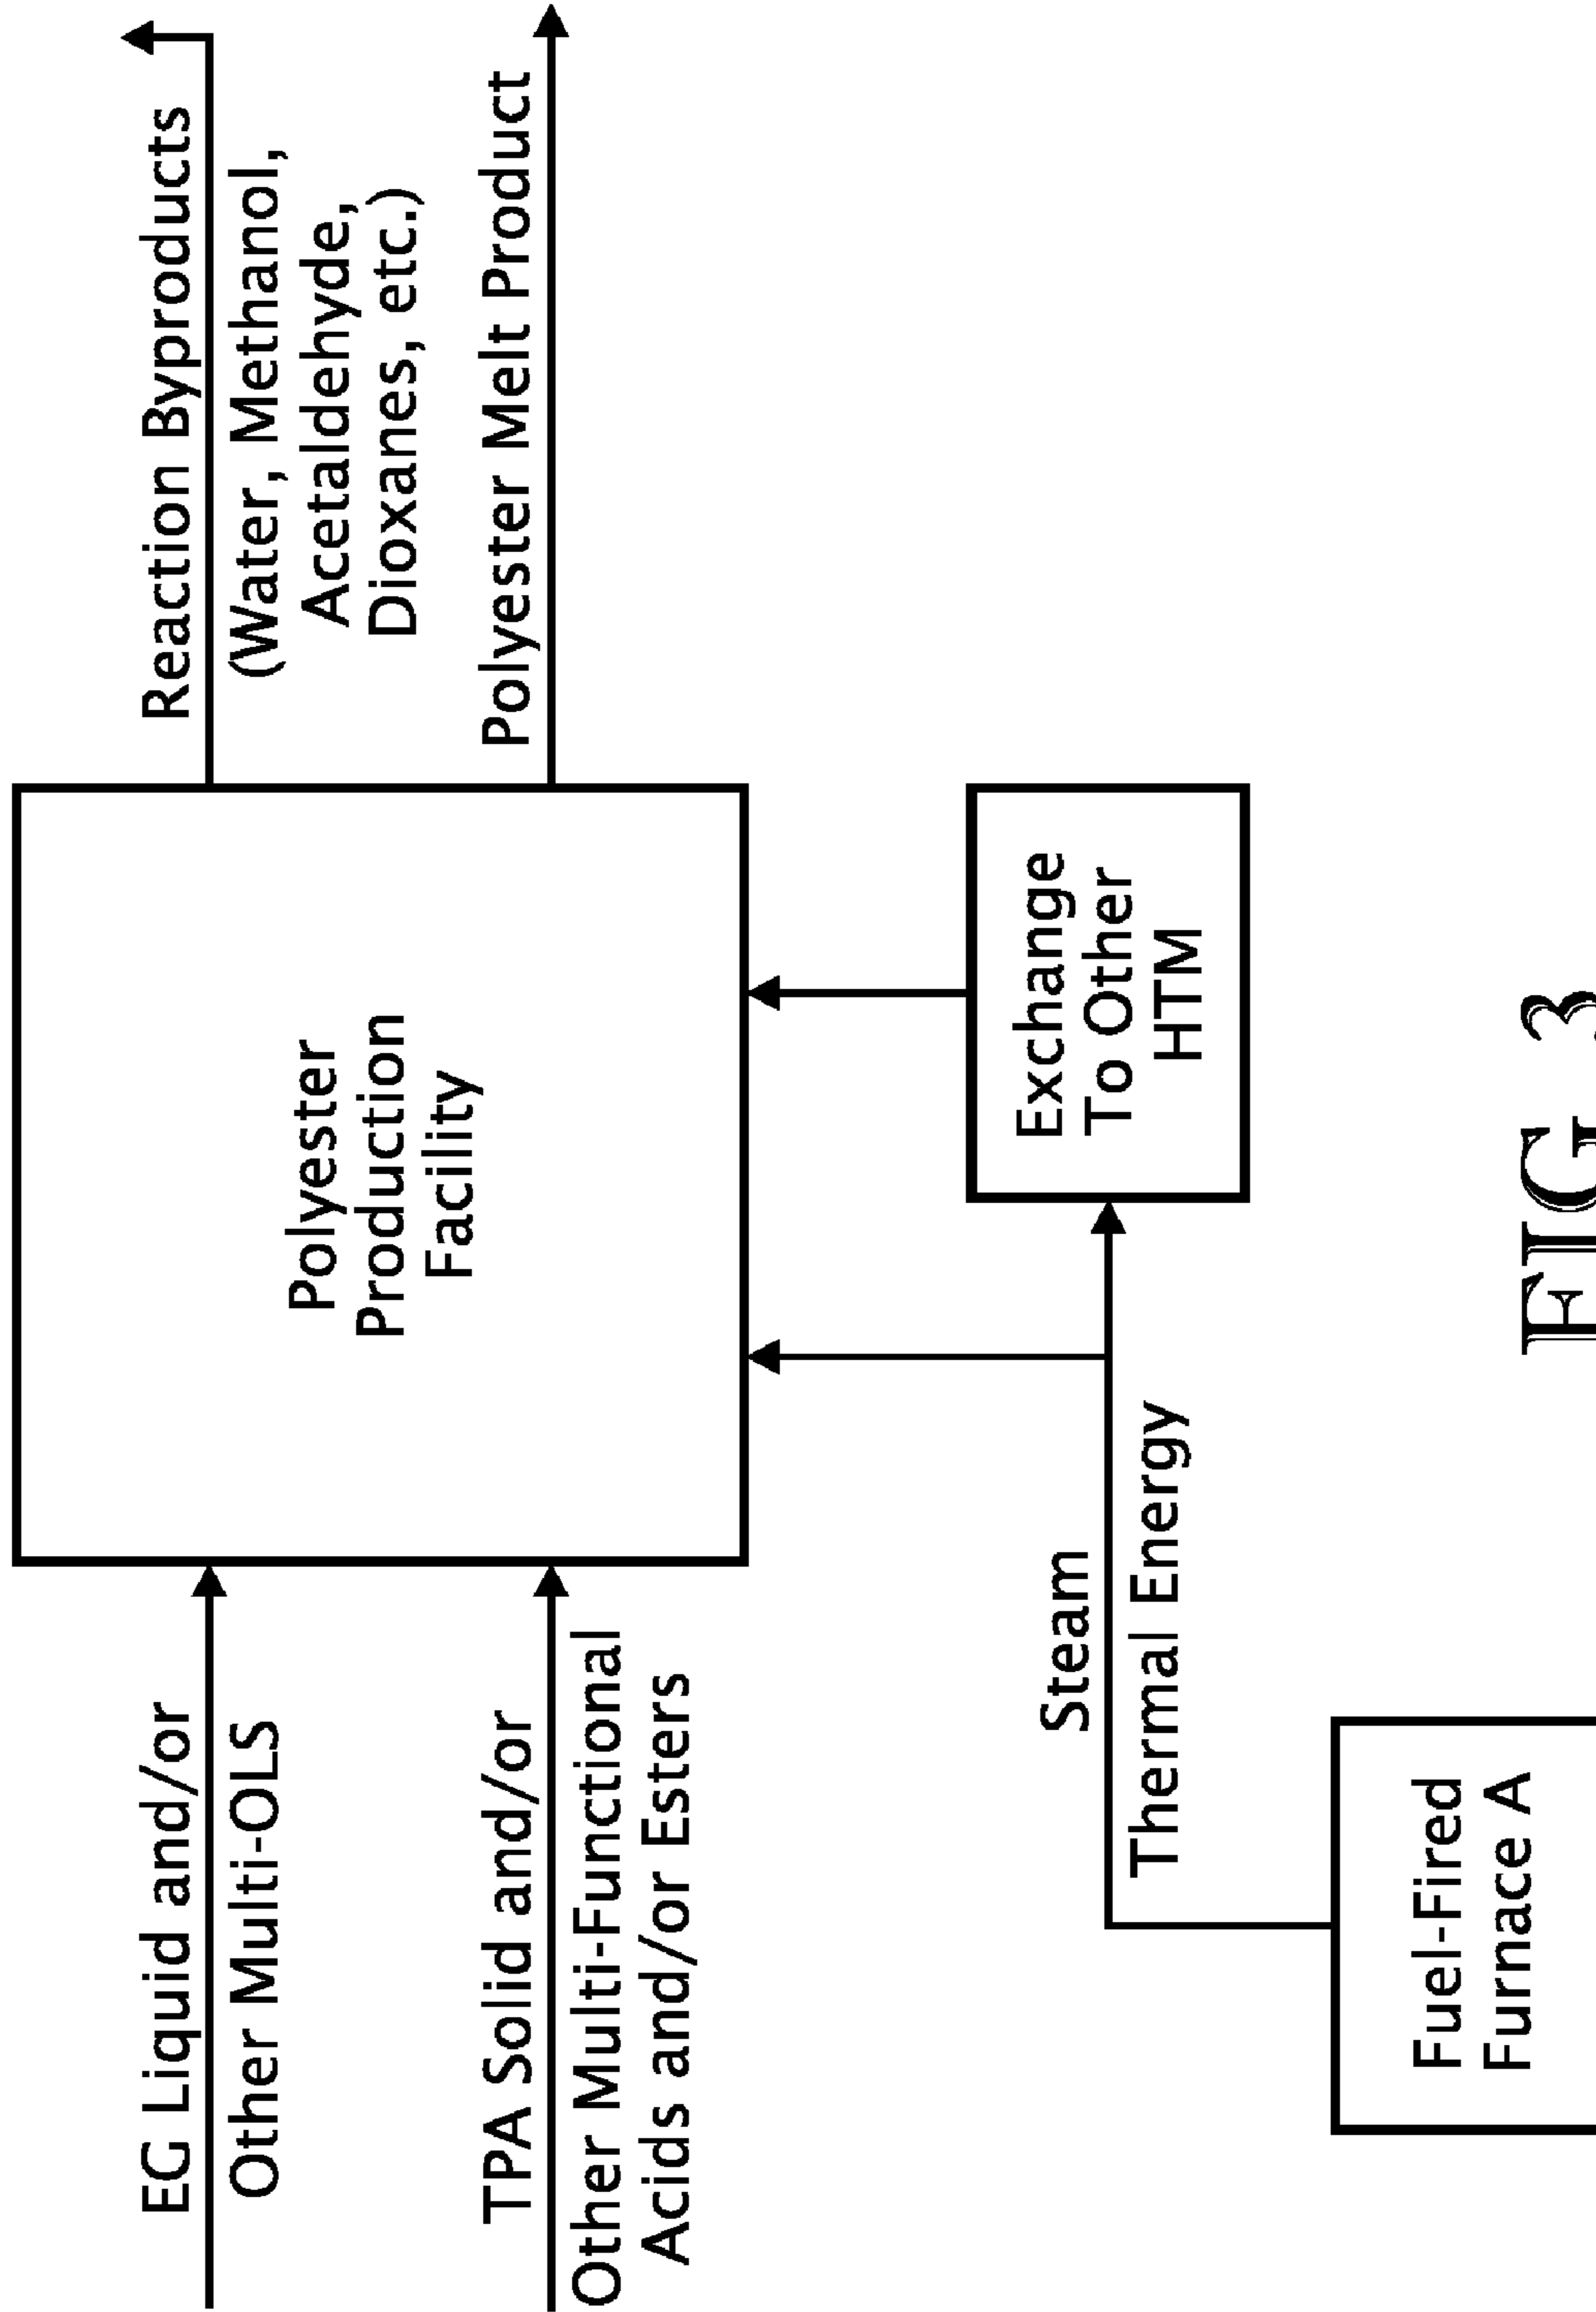 EG Liquid and/or
Other Multi-OLS
TPA Solid and/or
Other Multi-Functional
Acids and/or Esters
Polyester
Production
Facility
Reaction Byproducts
(Water, Methanol,
Acetaldehyde,
Dioxanes, etc.)
Polyester Melt Product
Steam
Thermal Energy
Exchange
To Other
HTM
Fuel-Fired
Furnace A
FIG 3